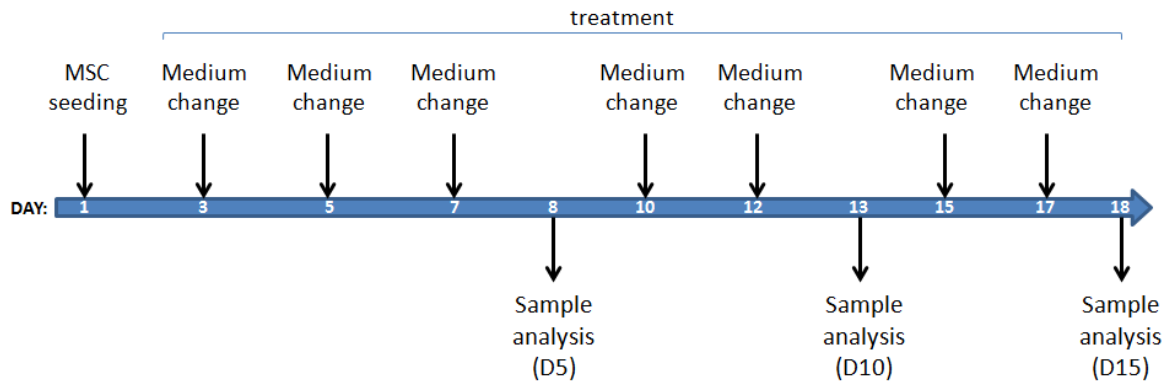 treatment
MSC
seeding
Medium
change
Medium
change
Medium
change
Medium
change
Medium
change
Medium
change
Medium
change
DAY: 1 3 5 7 8 10 12 13 15 17 18
Sample
analysis
(D5)
Sample
analysis
(D10)
Sample
analysis
(D15)